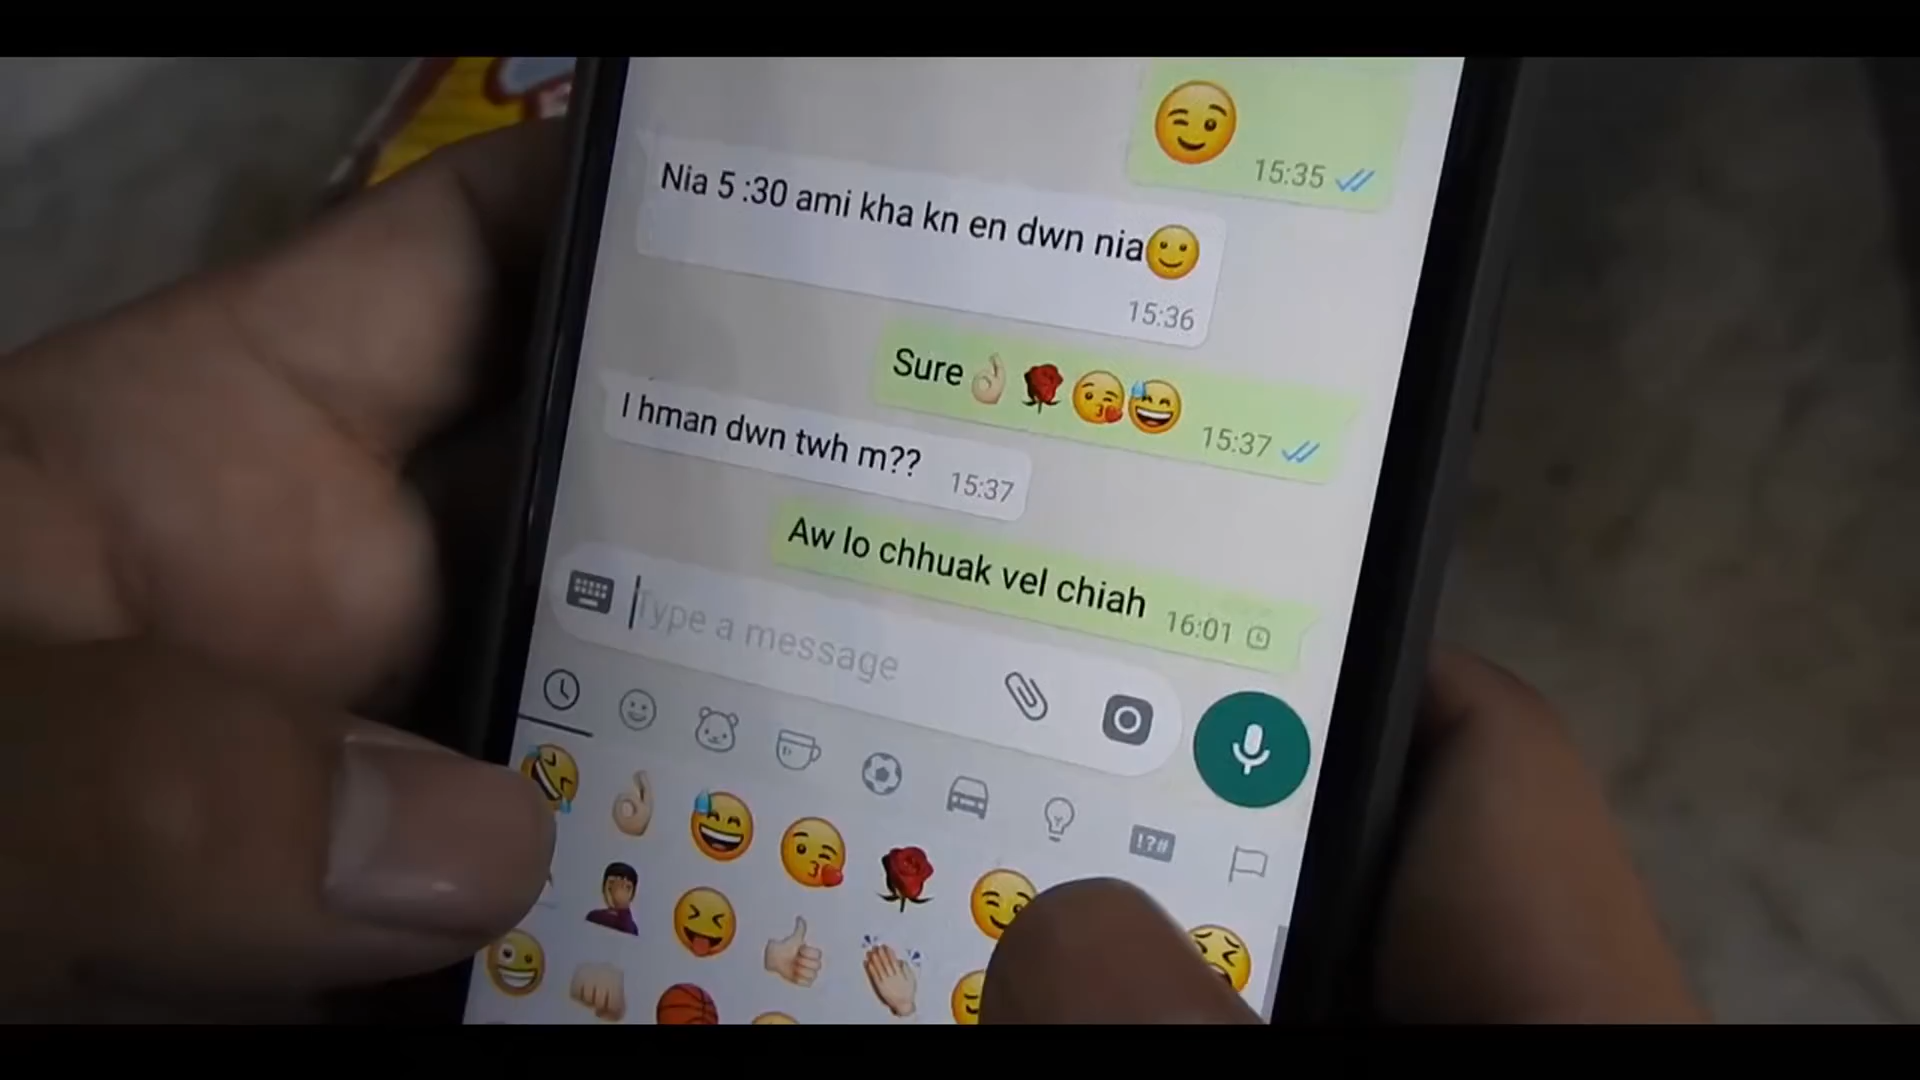 15:35
Nia 5 :30 ami kha kn en dwn nia
15:36
Sure
15:37
I hman dwn twh m??
15:37
Aw lo chhuak vel chiah
16:01
Type a message
!?#